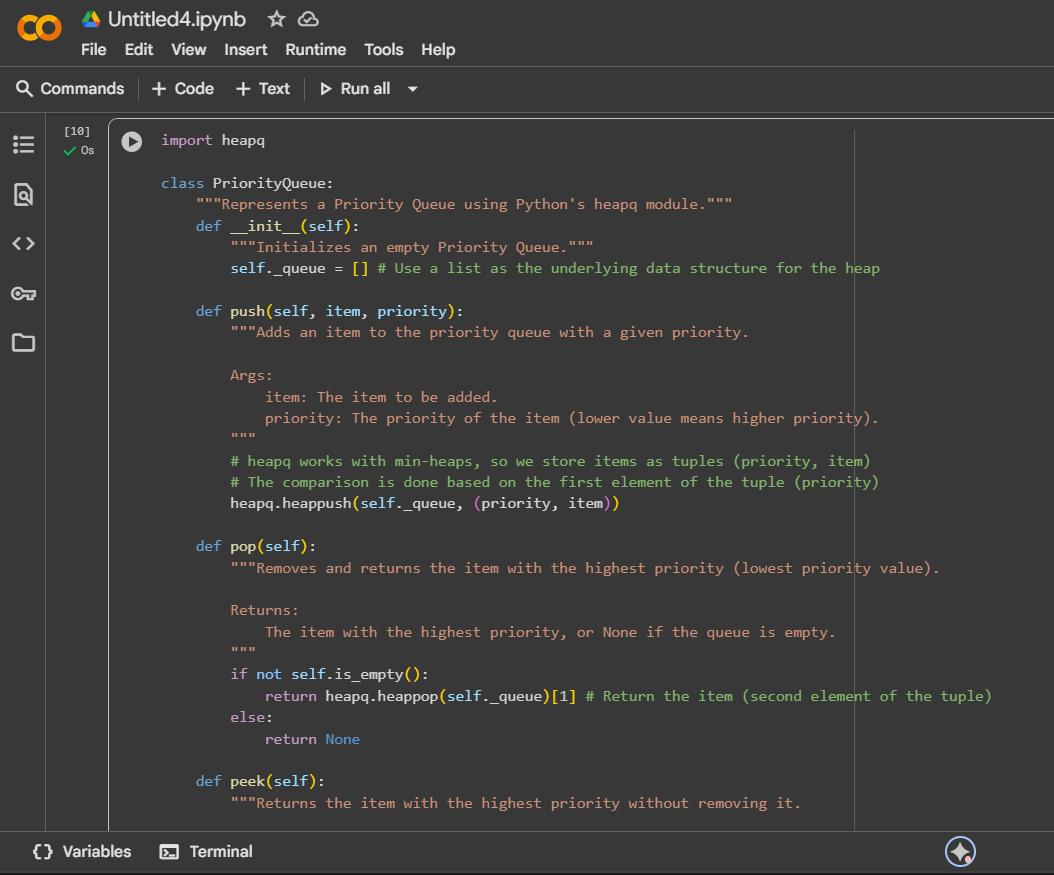 Untitled4.ipynb
File Edit View Insert Runtime Tools Help
Commands + Code + Text Run all
[10]
0s
import heapq
class PriorityQueue:
    """Represents a Priority Queue using Python's heapq module."""
    def __init__(self):
        """Initializes an empty Priority Queue."""
        self._queue = [] # Use a list as the underlying data structure for the heap
    def push(self, item, priority):
        """Adds an item to the priority queue with a given priority.
        Args:
            item: The item to be added.
            priority: The priority of the item (lower value means higher priority).
        """
        # heapq works with min-heaps, so we store items as tuples (priority, item)
        # The comparison is done based on the first element of the tuple (priority)
        heapq.heappush(self._queue, (priority, item))
    def pop(self):
        """Removes and returns the item with the highest priority (lowest priority value).
        Returns:
            The item with the highest priority, or None if the queue is empty.
        """
        if not self.is_empty():
            return heapq.heappop(self._queue)[1] # Return the item (second element of the tuple)
        else:
            return None
    def peek(self):
        """Returns the item with the highest priority without removing it.
Variables Terminal